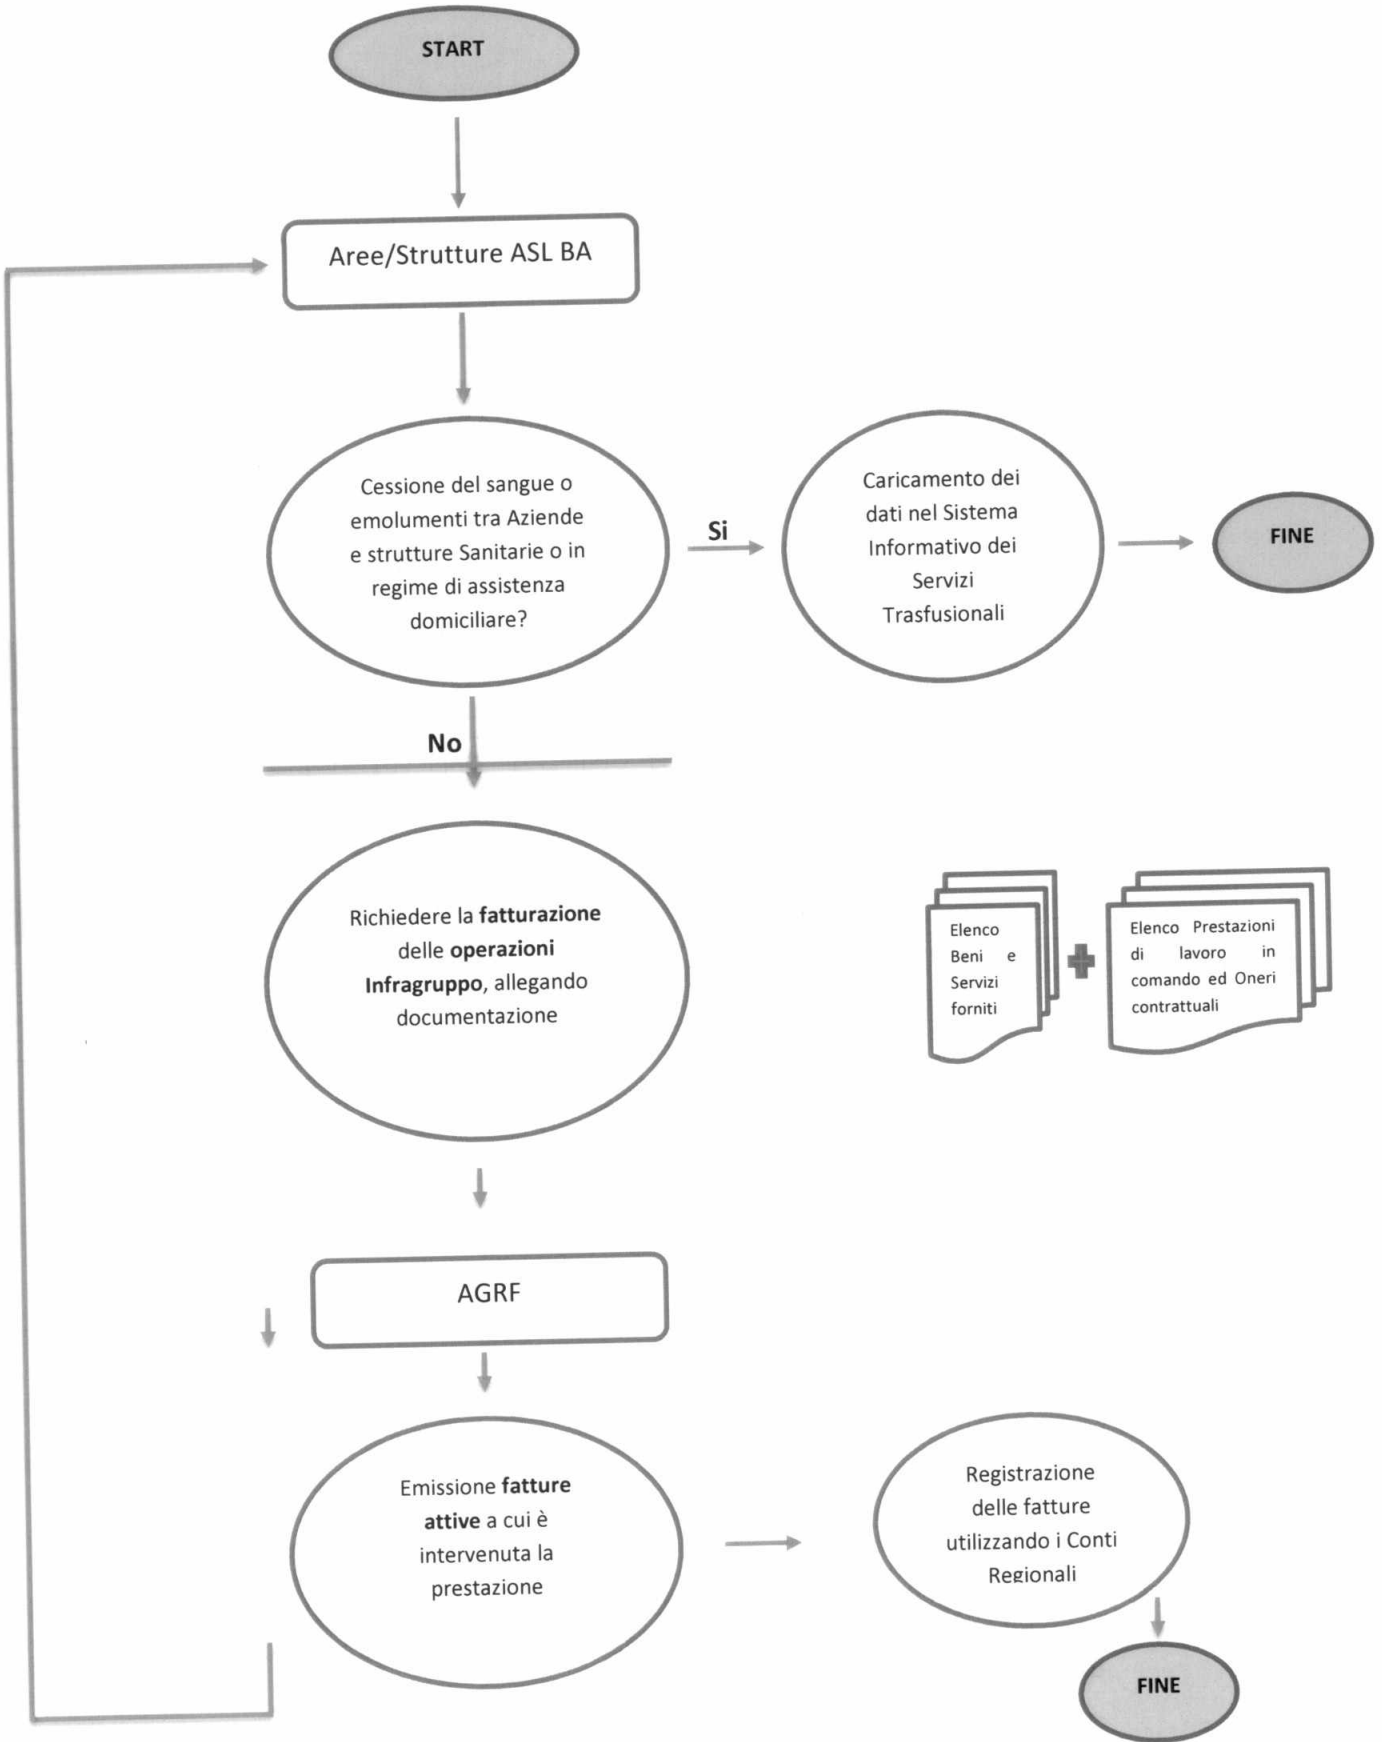 START
Aree/Strutture ASL BA
Cessione del sangue o
emolumenti tra Aziende
e strutture Sanitarie o in
regime di assistenza
domiciliare?
Si
Caricamento dei
dati nel Sistema
Informativo dei
Servizi
Trasfusionali
FINE
No
Richiedere la fatturazione
delle operazioni
Infragruppo, allegando
documentazione
Elenco
Beni e
Servizi
forniti
Elenco Prestazioni
di lavoro in
comando ed Oneri
contrattuali
AGRF
Emissione fatture
attive a cui è
intervenuta la
prestazione
Registrazione
delle fatture
utilizzando i Conti
Regionali
FINE